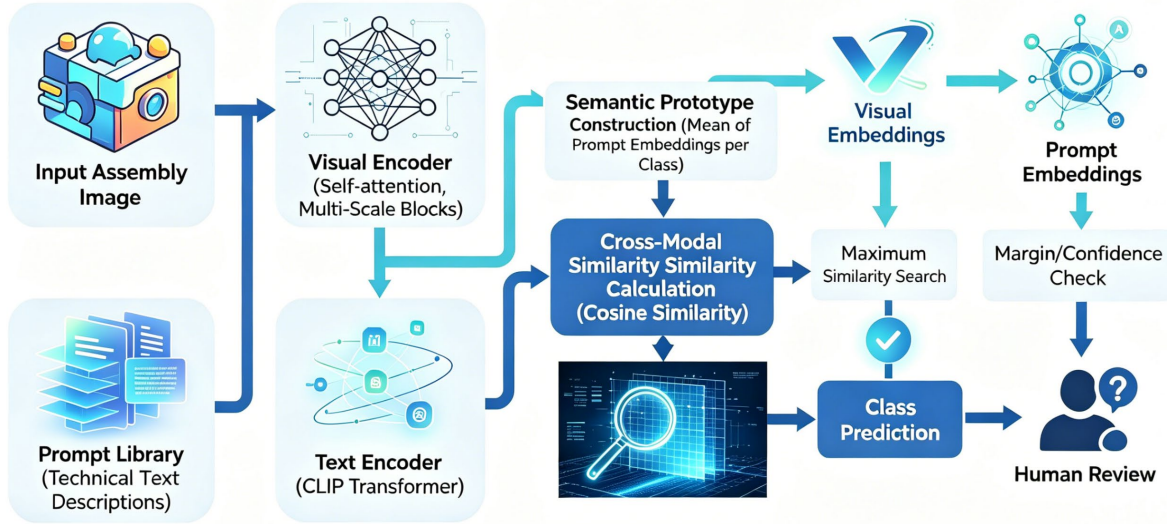 Input Assembly
Image
Prompt Library
(Technical Text
Descriptions)
Visual Encoder
(Self-attention,
Multi-Scale Blocks)
Text Encoder
(CLIP Transformer)
Semantic Prototype
Construction (Mean of
Prompt Embeddings per
Class)
Cross-Modal
Similarity Similarity
Calculation
(Cosine Similarity)
Visual
Embeddings
A
Prompt
Embeddings
Maximum
Similarity Search
Margin/Confidence
Check
Class
Prediction
?
Human Review